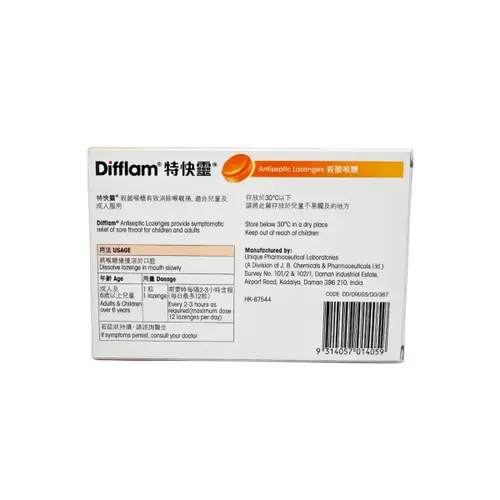 Difflam® 特快靈®
Antiseptic Lozenges 殺菌喉糖
特快靈® 殺菌喉糖有效消除喉嚨痛, 適合兒童及
成人服用
Difflam® Antiseptic Lozenges provide symptomatic
relief of sore throat for children and adults
用法 USAGE
將喉糖慢慢溶於口腔
Dissolve lozenge in mouth slowly
年齡 Age 用量 Dosage
成人及
6歲以上兒童
Adults & Children
over 6 years
1 粒
1 lozenge
需要時每隔2-3小時含服
(每日最多12粒)
Every 2-3 hours as
required(maximum dose
12 lozenges per day)
若症狀持續, 請諮詢醫生
If symptoms persist, consult your doctor
存放於30°C以下
請將此藥存放於兒童不易觸及的地方
Store below 30°C in a dry place
Keep out of reach of children
Manufactured by:
Unique Pharmaceutical Laboratories
(A Division of J. B. Chemicals & Pharmaceuticals Ltd.)
Survey No. 101/2 & 102/1, Daman Industrial Estate,
Airport Road, Kadaiya, Daman 396 210, India
CODE: DD/DRUGS/DD/367
HK-67544
9 314057 014059